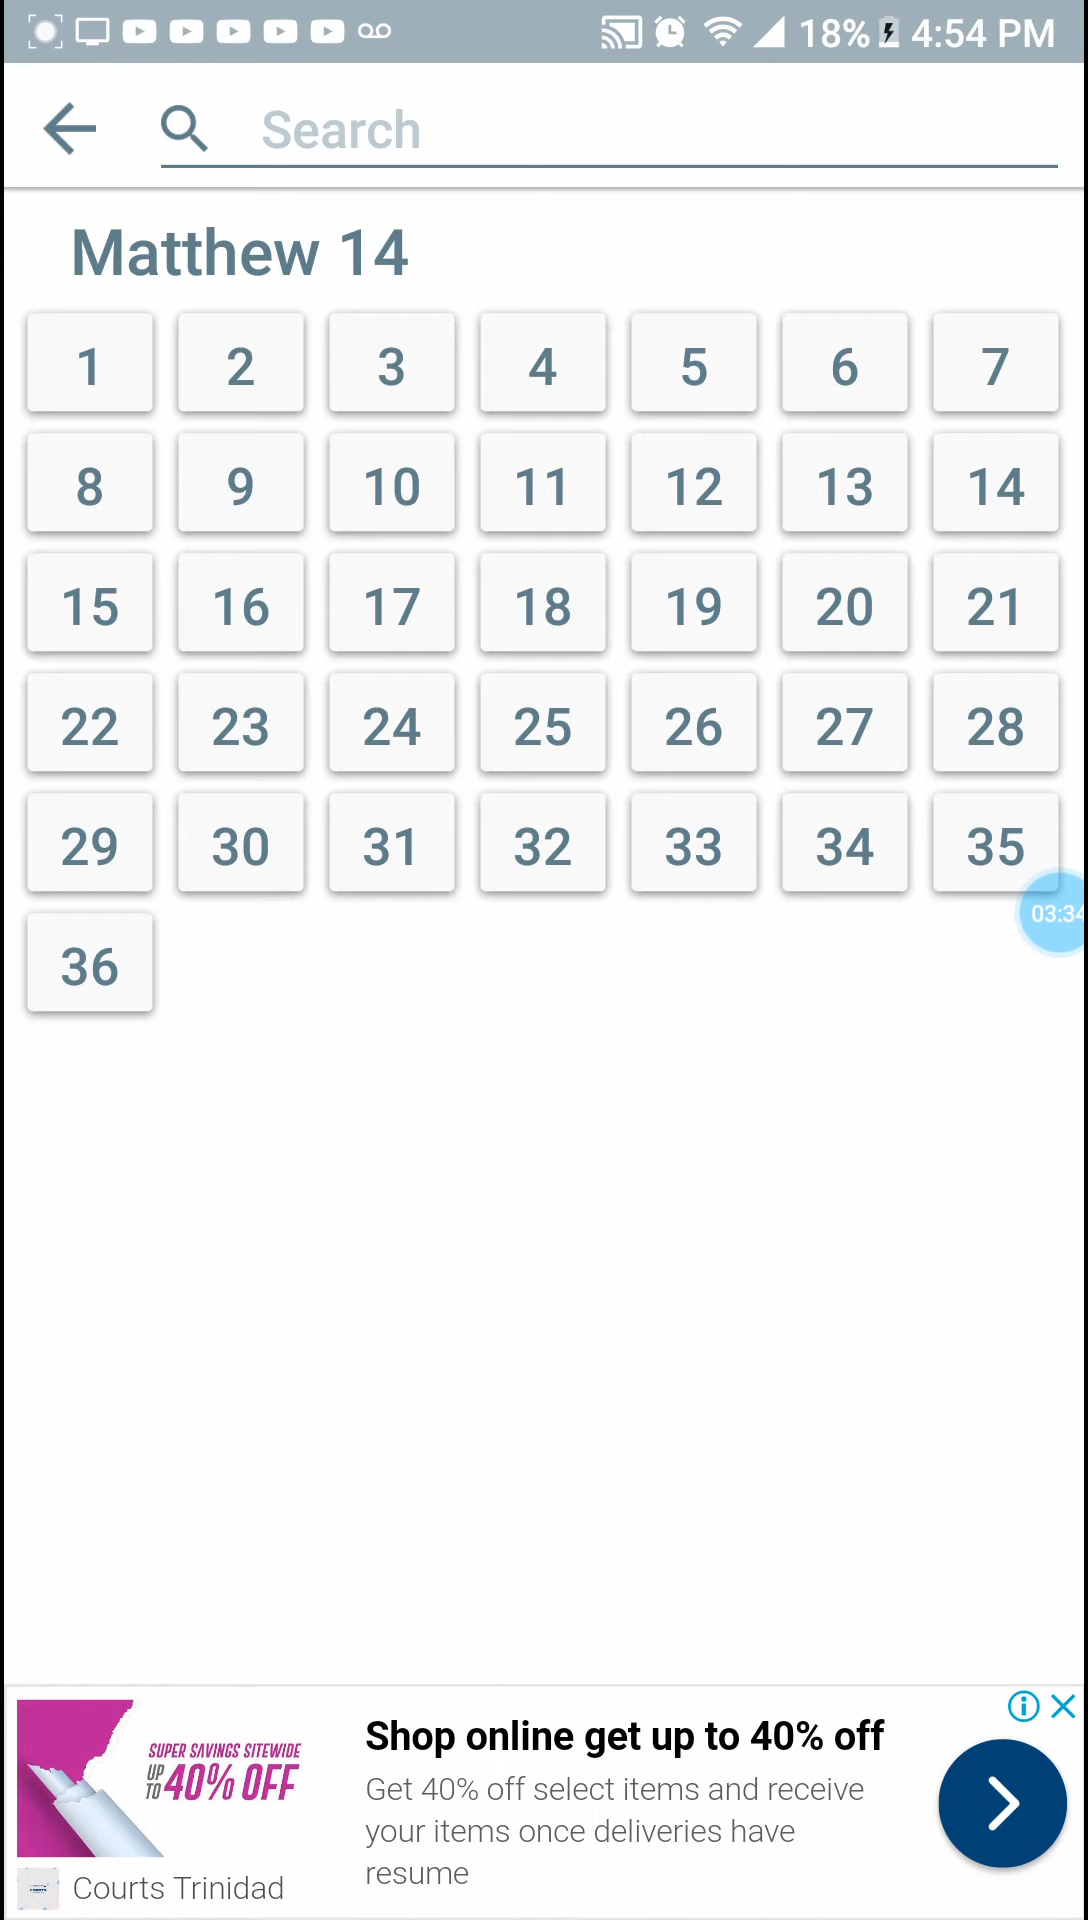 18% 4:54 PM
Search
Matthew 14
1 2 3 4 5 6 7
8 9 10 11 12 13 14
15 16 17 18 19 20 21
22 23 24 25 26 27 28
29 30 31 32 33 34 35
03:34
36
Shop online get up to 40% off
SUPER SAVINGS SITEWIDE
UP TO 40% OFF
Get 40% off select items and receive
your items once deliveries have
resume
Courts Trinidad